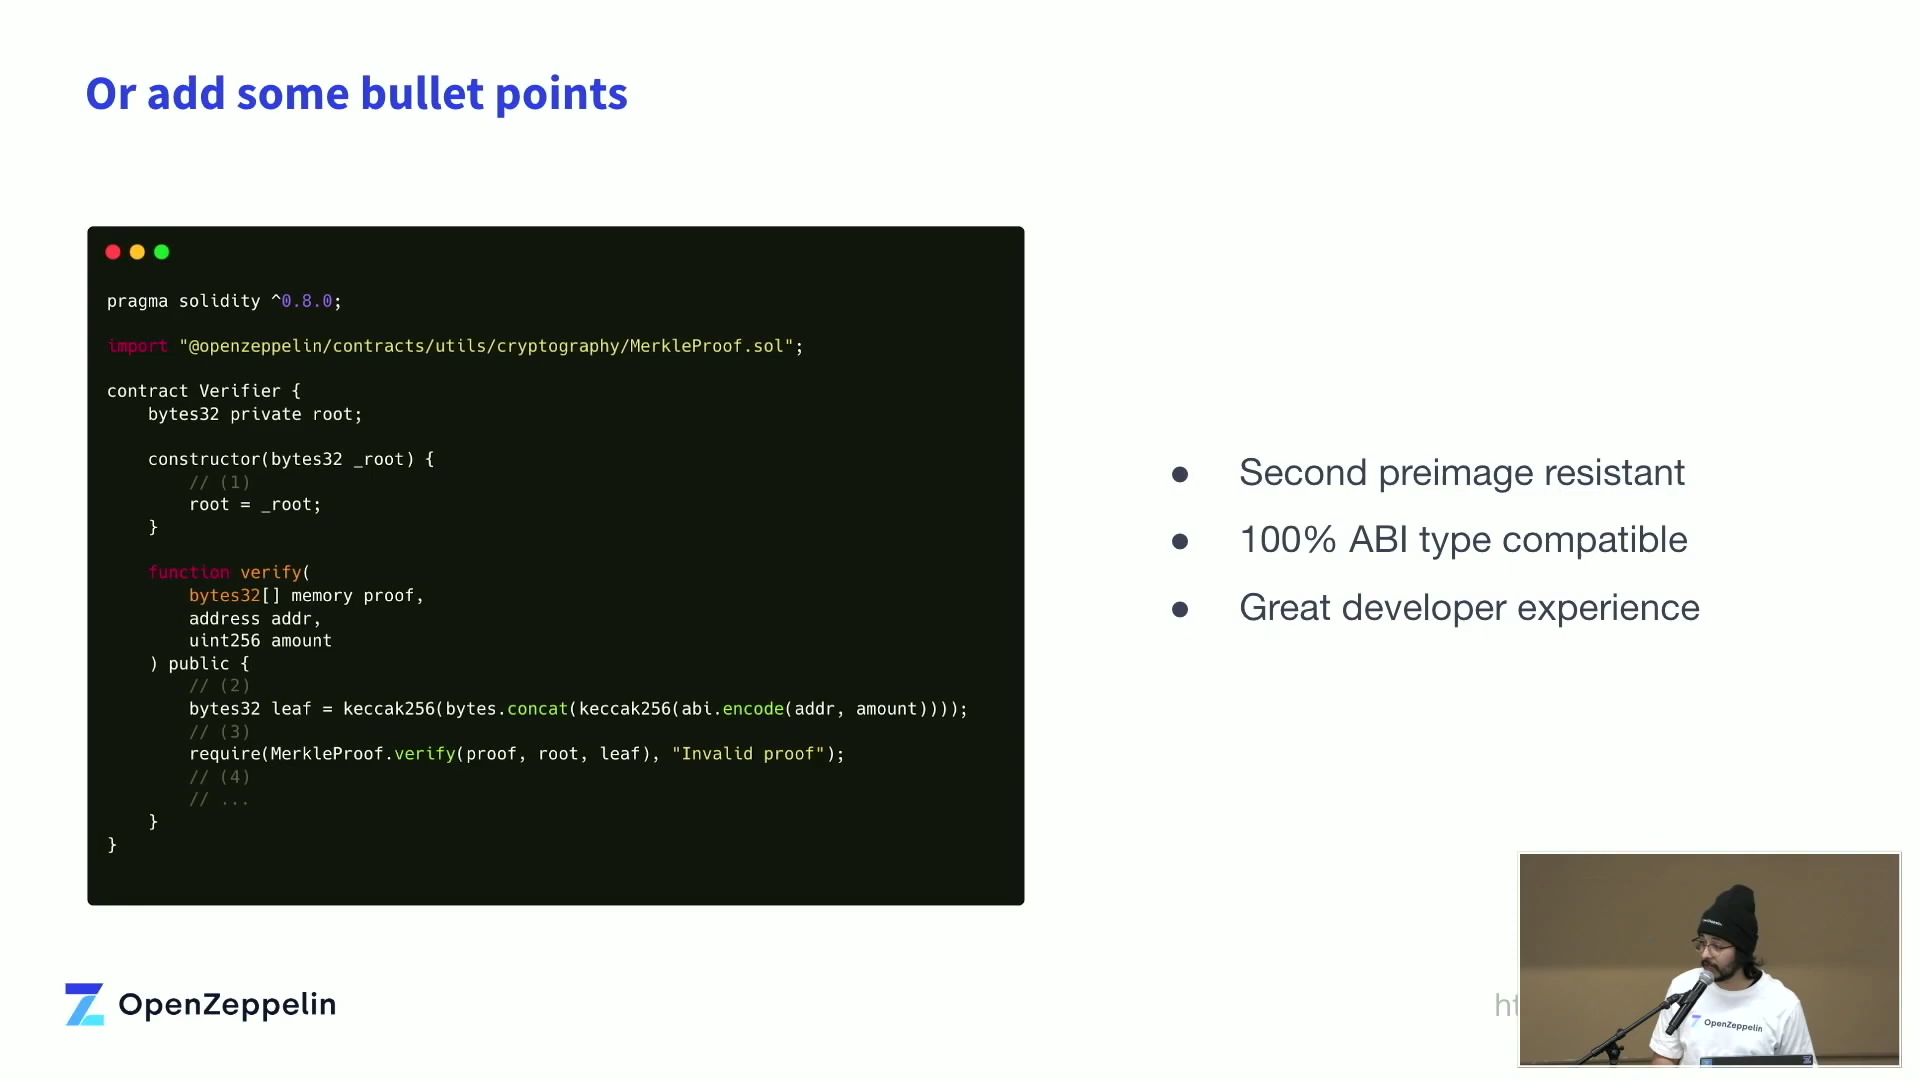 Or add some bullet points
pragma solidity ^0.8.0;
import "@openzeppelin/contracts/utils/cryptography/MerkleProof.sol";
contract Verifier {
bytes32 private root;
constructor(bytes32 _root) {
// (1)
root = _root;
}
function verify(
bytes32[] memory proof,
address addr,
uint256 amount
) public {
// (2)
bytes32 leaf = keccak256(bytes.concat(keccak256(abi.encode(addr, amount))));
// (3)
require(MerkleProof.verify(proof, root, leaf), "Invalid proof");
// (4)
// ...
}
}
● Second preimage resistant
● 100% ABI type compatible
● Great developer experience
OpenZeppelin
OpenZeppelin